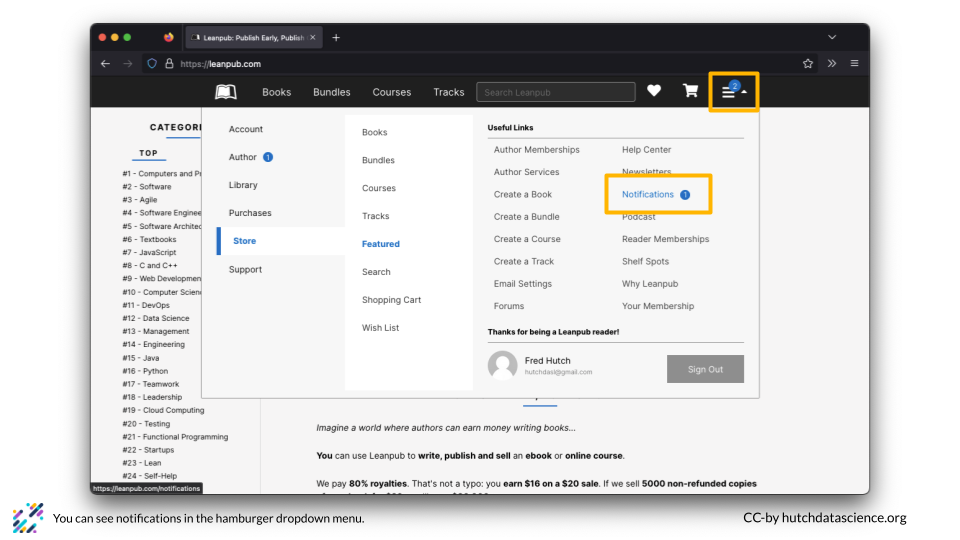 Leanpub: Publish Early, Publish
https://leanpub.com
Books Bundles Courses Tracks Search Leanpub 2
CATEGORI
TOP
#1 - Computers and Pr
#2 - Software
#3 - Agile
#4 - Software Enginee
#5 - Software Architec
#6 - Textbooks
#7 - JavaScript
#8 - C and C++
#9 - Web Developmen
#10 - Computer Scien
#11 - DevOps
#12 - Data Science
#13 - Management
#14 - Engineering
#15 - Java
#16 - Python
#17 - Teamwork
#18 - Leadership
#19 - Cloud Computing
#20 - Testing
#21 - Functional Programming
#22 - Startups
#23 - Lean
#24 - Self-Help
https://leanpub.com/notifications
Account
Author 1
Library
Purchases
Store
Support
Books
Bundles
Courses
Tracks
Featured
Search
Shopping Cart
Wish List
Useful Links
Author Memberships
Author Services
Create a Book
Create a Bundle
Create a Course
Create a Track
Email Settings
Forums
Help Center
Newsletters
Notifications 1
Podcast
Reader Memberships
Shelf Spots
Why Leanpub
Your Membership
Thanks for being a Leanpub reader!
Fred Hutch
hutchdasl@gmail.com
Sign Out
Imagine a world where authors can earn money writing books...
You can use Leanpub to write, publish and sell an ebook or online course.
We pay 80% royalties. That's not a typo: you earn $16 on a $20 sale. If we sell 5000 non-refunded copies
You can see notifications in the hamburger dropdown menu.
CC-by hutchdatascience.org